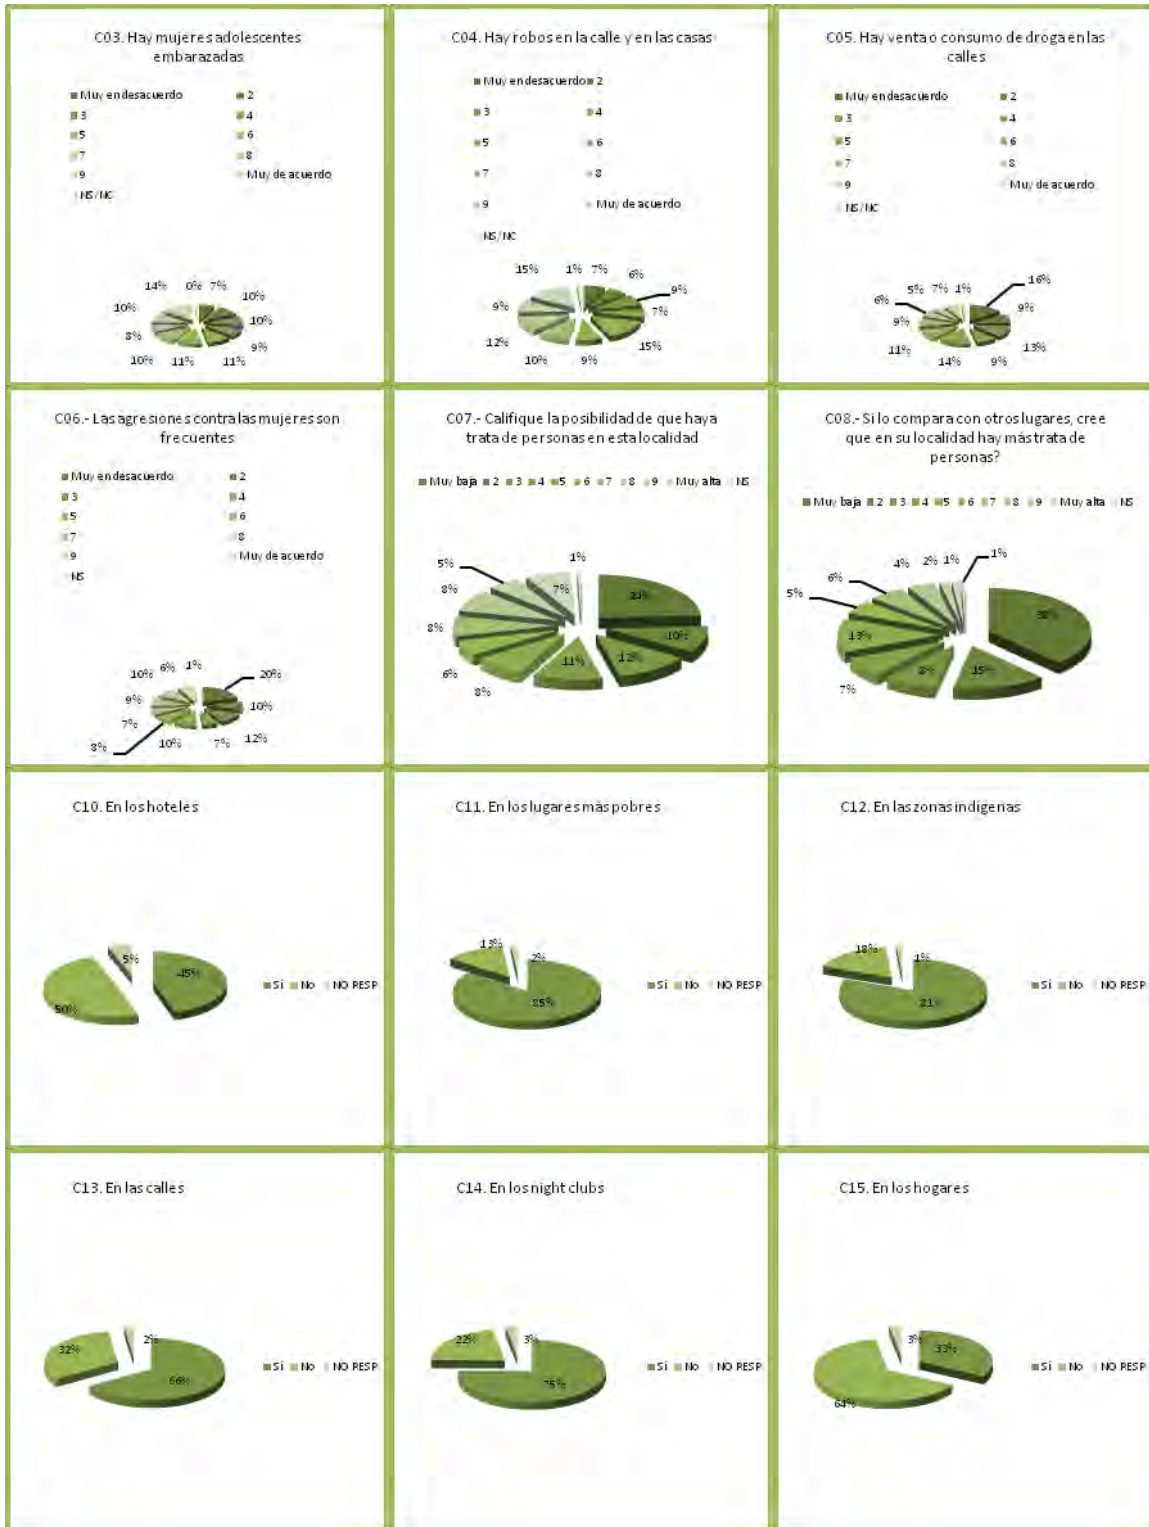 C03. Hay mujeres adolescentes
embarazadas
Muy en desacuerdo 2
3 4
5 6
7 8
9 Muy de acuerdo
NS/NC
14% 0% 7%
10% 10%
10%
8% 9%
10% 11% 11%
C04. Hay robos en la calle y en las casas
Muy en desacuerdo 2
3 4
5 6
7 8
9 Muy de acuerdo
NS/NC
15% 1% 7%
6%
9%
9% 7%
12% 15%
10% 9%
C05. Hay venta o consumo de droga en las
calles
Muy en desacuerdo 2
3 4
5 6
7 8
9 Muy de acuerdo
NS/NC
5% 7% 1% 16%
6% 9%
9%
11% 13%
14% 9%
C06.- Las agresiones contra las mujeres son
frecuentes
Muy en desacuerdo 2
3 4
5 6
7 8
9 Muy de acuerdo
NS
10% 6% 1% 20%
9% 10%
7%
8% 10% 7% 12%
C07.- Califique la posibilidad de que haya
trata de personas en esta localidad
Muy baja 2 3 4 5 6 7 8 9 Muy alta NS
1%
5%
8% 7%
8% 10%
6% 11% 12%
8%
C08.- Si lo compara con otros lugares, cree
que en su localidad hay más trata de
personas?
Muy baja 2 3 4 5 6 7 8 9 Muy alta NS
4% 2% 1% 1%
6%
5% 38%
13%
8% 15%
7%
C10. En los hoteles
5%
45%
50%
Sí No NO RESP
C11. En los lugares más pobres
13%
2%
85%
Sí No NO RESP
C12. En las zonas indígenas
18%
1%
81%
Sí No NO RESP
C13. En las calles
32% 2%
66%
Sí No NO RESP
C14. En los night clubs
22% 3%
75%
Sí No NO RESP
C15. En los hogares
3% 33%
64%
Sí No NO RESP